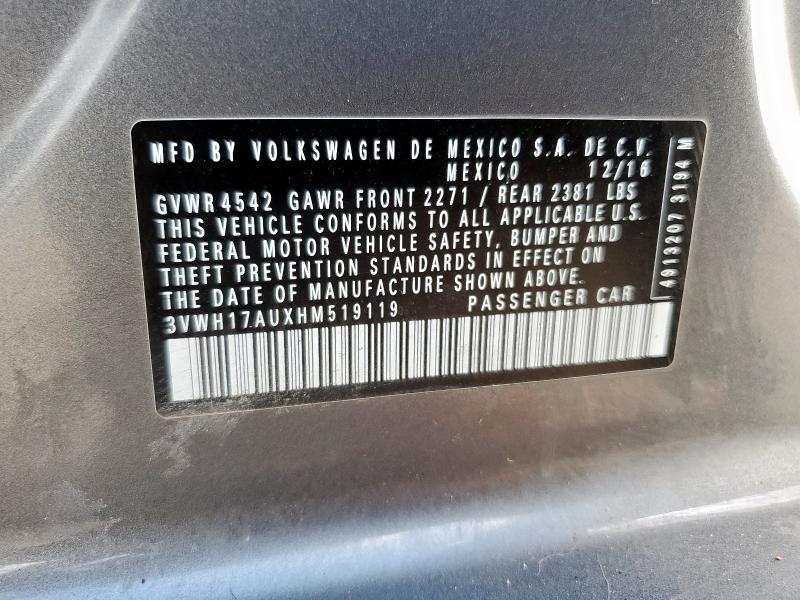 MFD BY VOLKSWAGEN DE MEXICO S.A. DE C.V.
MEXICO 12/16
GVWR 4542 GAWR FRONT 2271 / REAR 2381 LBS
THIS VEHICLE CONFORMS TO ALL APPLICABLE U.S.
FEDERAL MOTOR VEHICLE SAFETY, BUMPER AND
THEFT PREVENTION STANDARDS IN EFFECT ON
THE DATE OF MANUFACTURE SHOWN ABOVE.
3VWH17AUXHM519119 PASSENGER CAR
4913207 3194 M